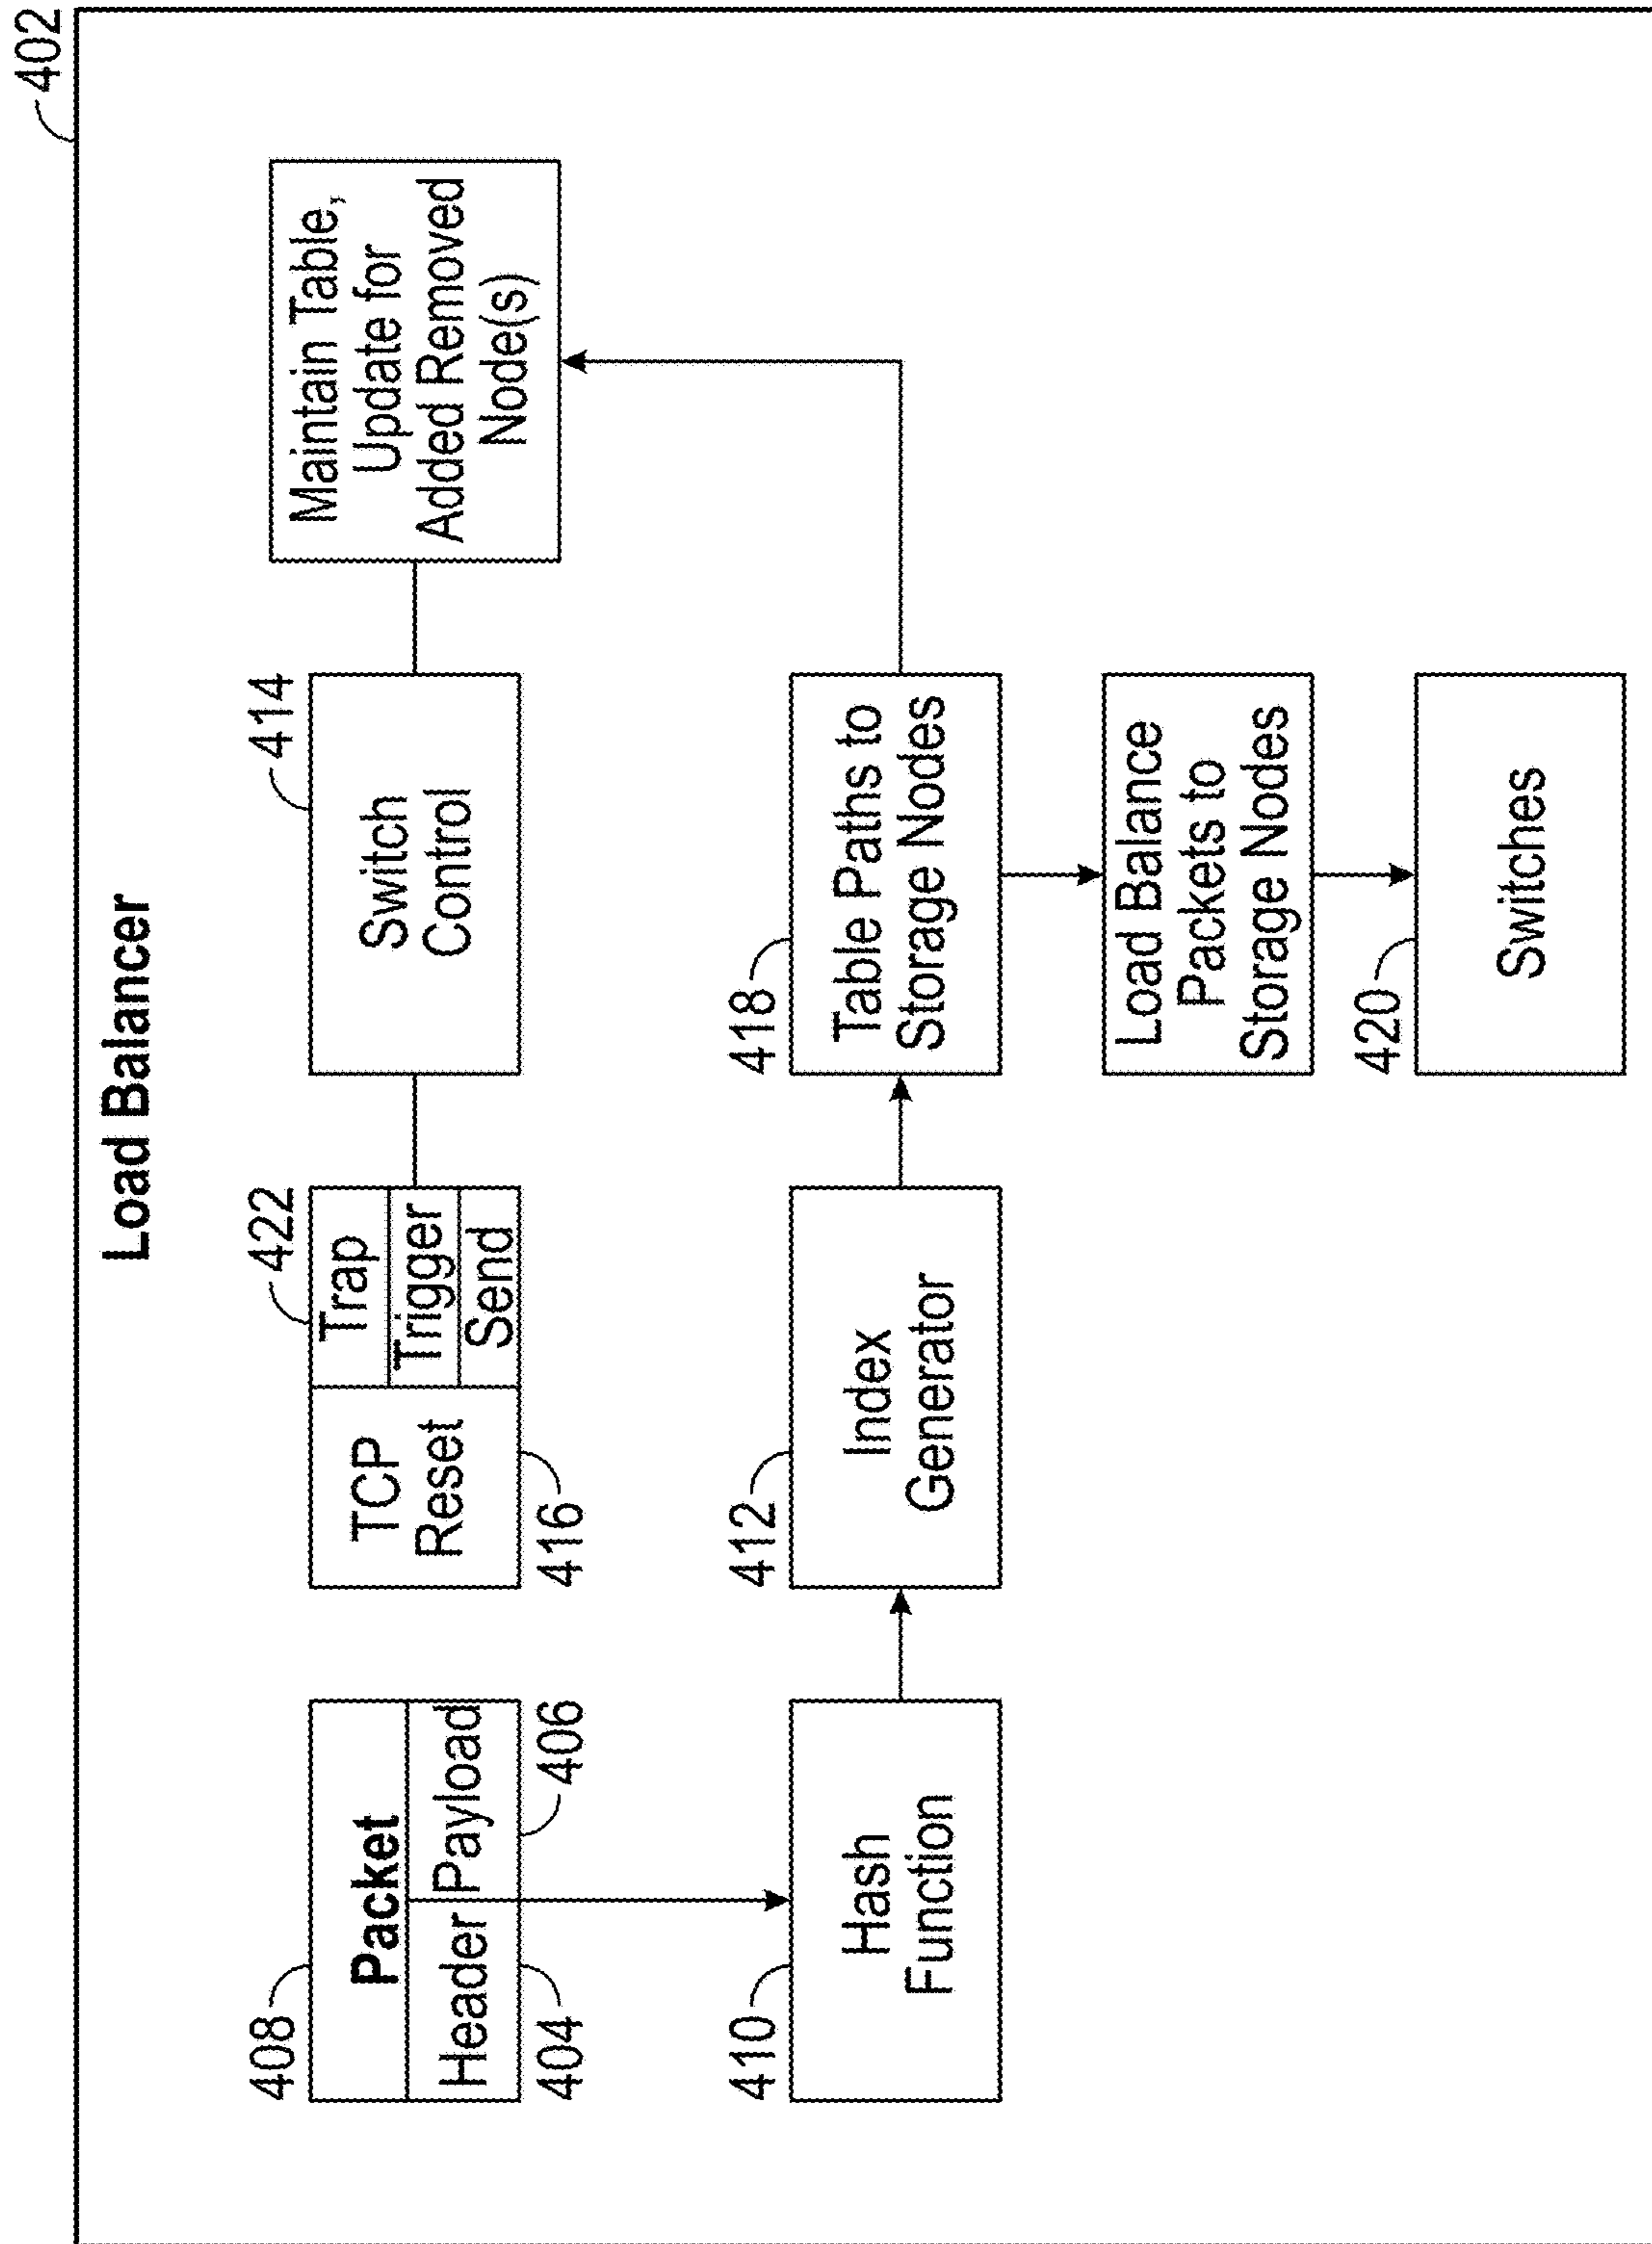 402
Load Balancer
408
Packet
Header
Payload
404
406
422
TCP
Reset
Trap
Trigger
Send
416
414
Switch
Control
Maintain Table,
Update for
Added Removed
Node(s)
410
Hash
Function
412
Index
Generator
418
Table Paths to
Storage Nodes
Load Balance
Packets to
Storage Nodes
420
Switches